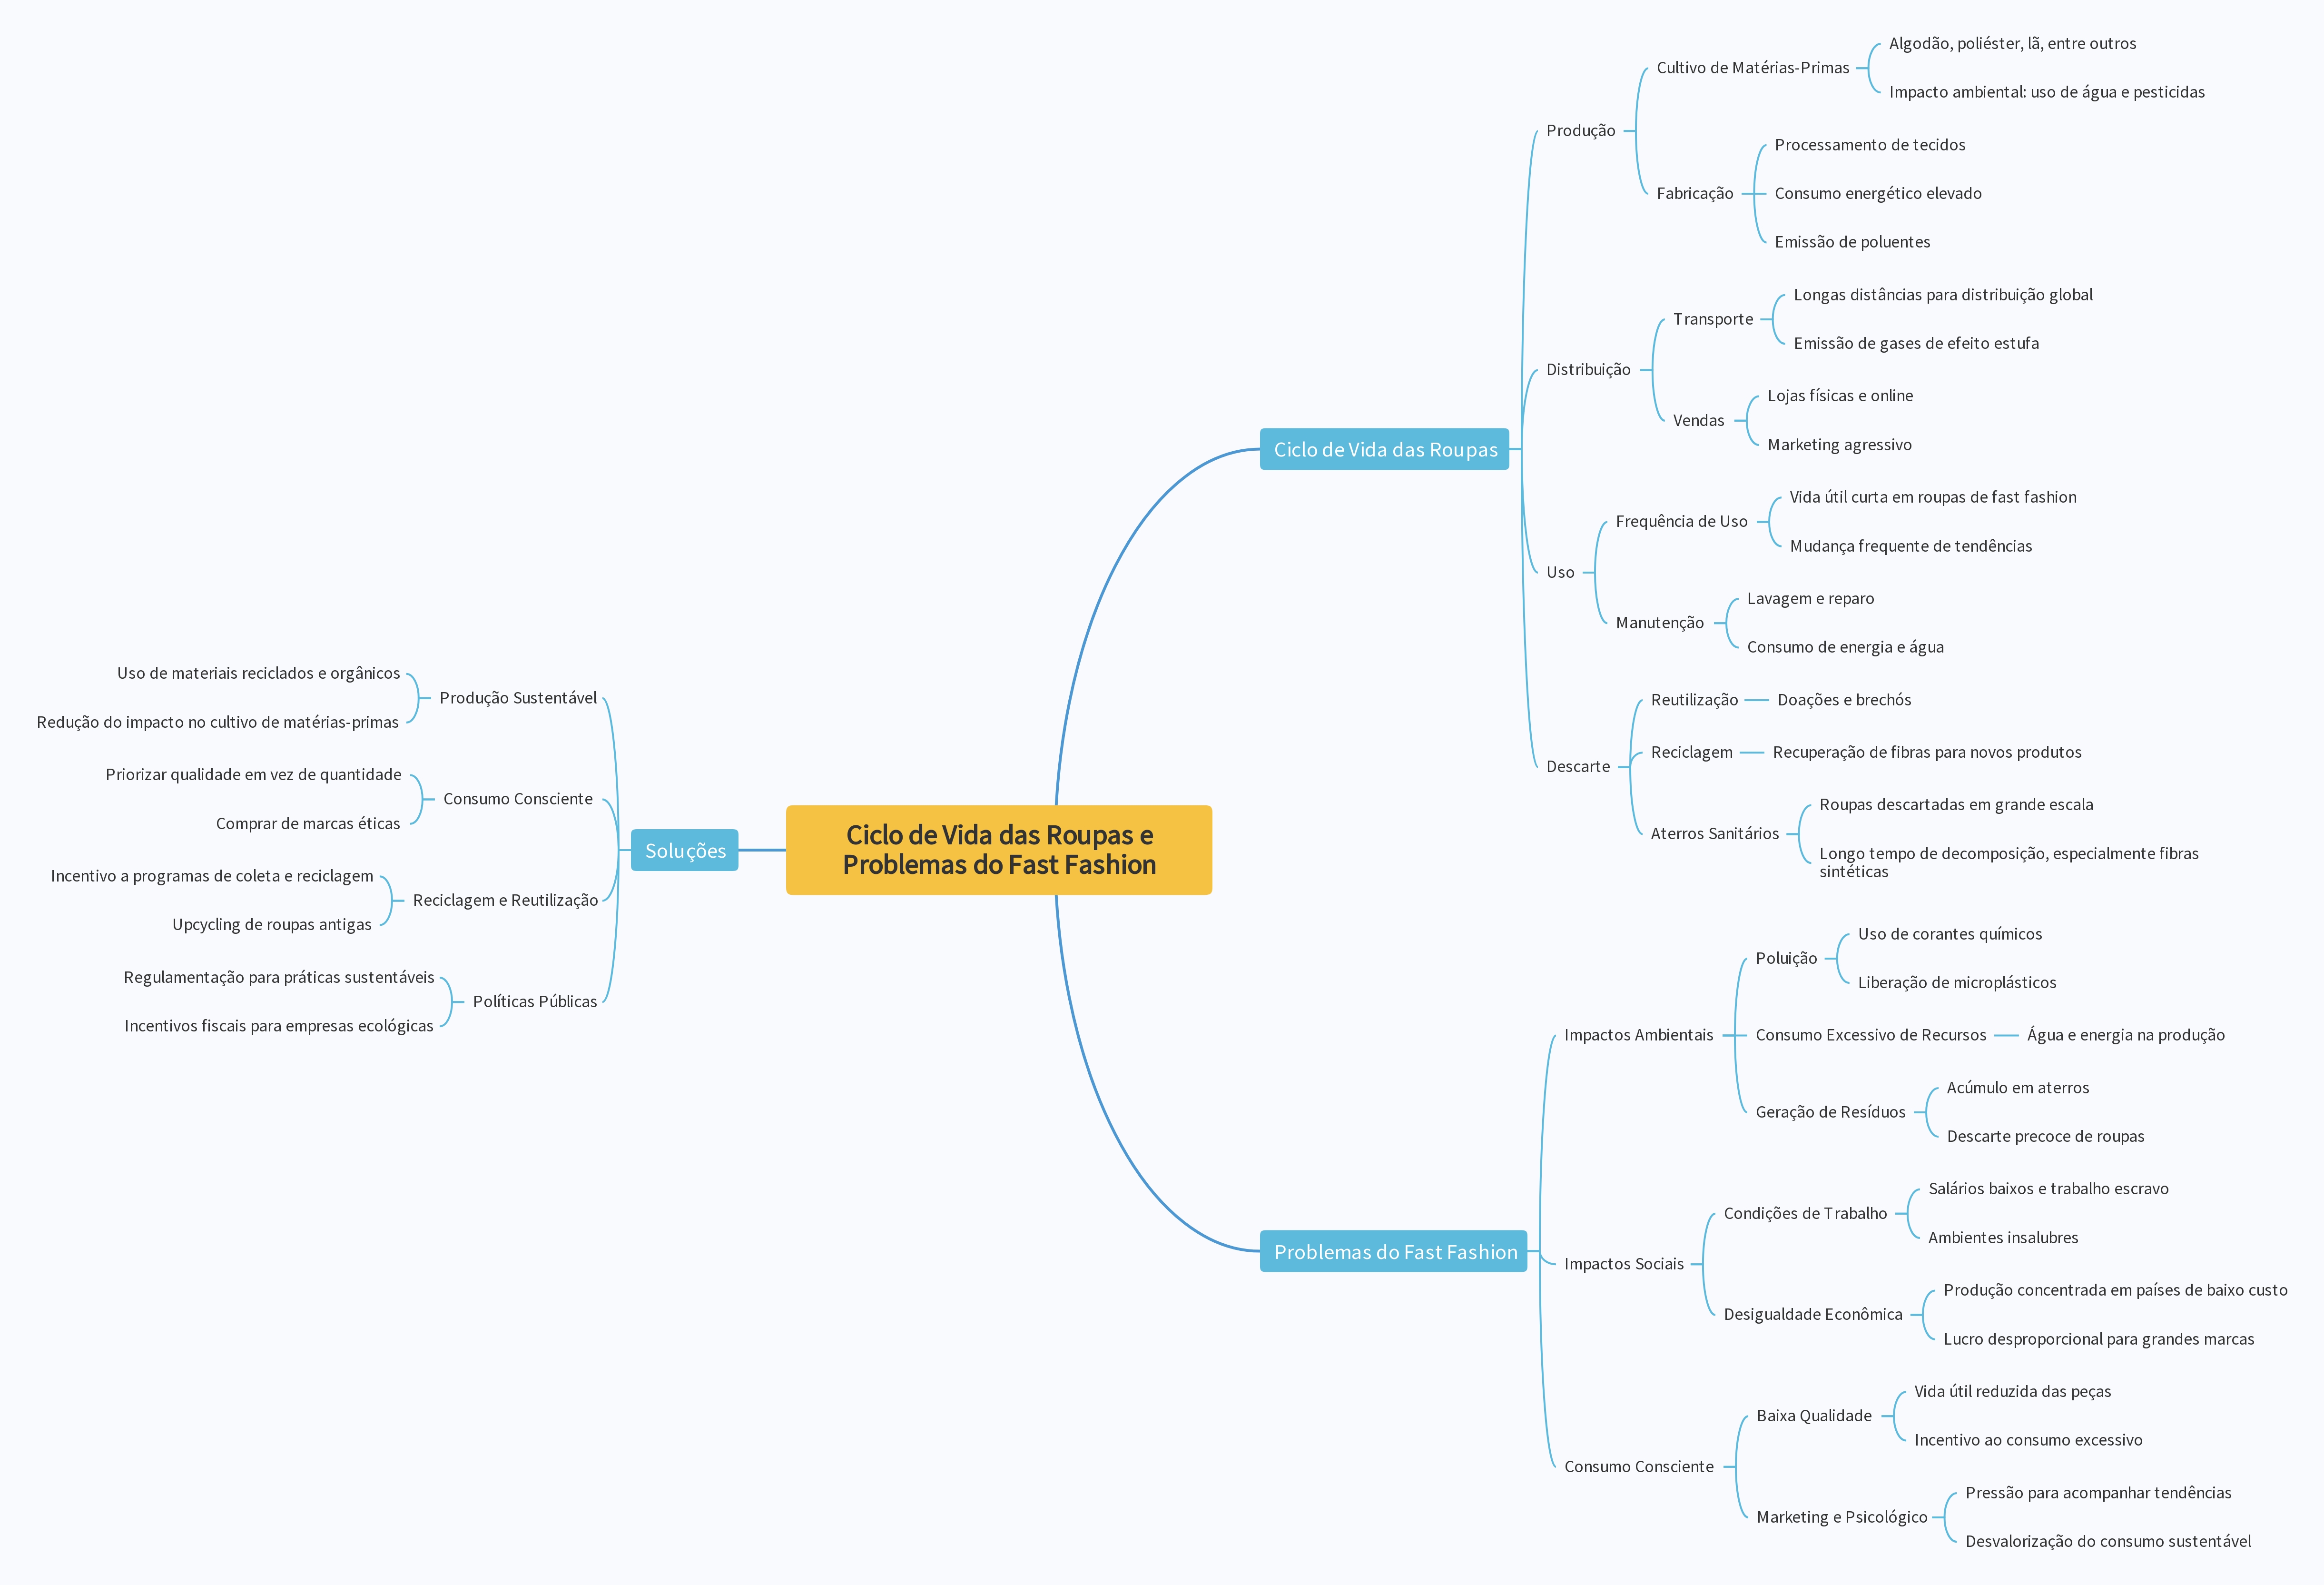 Ciclo de Vida das Roupas e
Problemas do Fast Fashion
Ciclo de Vida das Roupas
Produção
Cultivo de Matérias-Primas
Algodão, poliéster, lã, entre outros
Impacto ambiental: uso de água e pesticidas
Fabricação
Processamento de tecidos
Consumo energético elevado
Emissão de poluentes
Distribuição
Transporte
Longas distâncias para distribuição global
Emissão de gases de efeito estufa
Vendas
Lojas físicas e online
Marketing agressivo
Uso
Frequência de Uso
Vida útil curta em roupas de fast fashion
Mudança frequente de tendências
Manutenção
Lavagem e reparo
Consumo de energia e água
Descarte
Reutilização
Doações e brechós
Reciclagem
Recuperação de fibras para novos produtos
Aterros Sanitários
Roupas descartadas em grande escala
Longo tempo de decomposição, especialmente fibras
sintéticas
Problemas do Fast Fashion
Impactos Ambientais
Poluição
Uso de corantes químicos
Liberação de microplásticos
Consumo Excessivo de Recursos
Água e energia na produção
Geração de Resíduos
Acúmulo em aterros
Descarte precoce de roupas
Impactos Sociais
Condições de Trabalho
Salários baixos e trabalho escravo
Ambientes insalubres
Desigualdade Econômica
Produção concentrada em países de baixo custo
Lucro desproporcional para grandes marcas
Consumo Consciente
Baixa Qualidade
Vida útil reduzida das peças
Incentivo ao consumo excessivo
Marketing e Psicológico
Pressão para acompanhar tendências
Desvalorização do consumo sustentável
Soluções
Produção Sustentável
Uso de materiais reciclados e orgânicos
Redução do impacto no cultivo de matérias-primas
Consumo Consciente
Priorizar qualidade em vez de quantidade
Comprar de marcas éticas
Reciclagem e Reutilização
Incentivo a programas de coleta e reciclagem
Upcycling de roupas antigas
Políticas Públicas
Regulamentação para práticas sustentáveis
Incentivos fiscais para empresas ecológicas